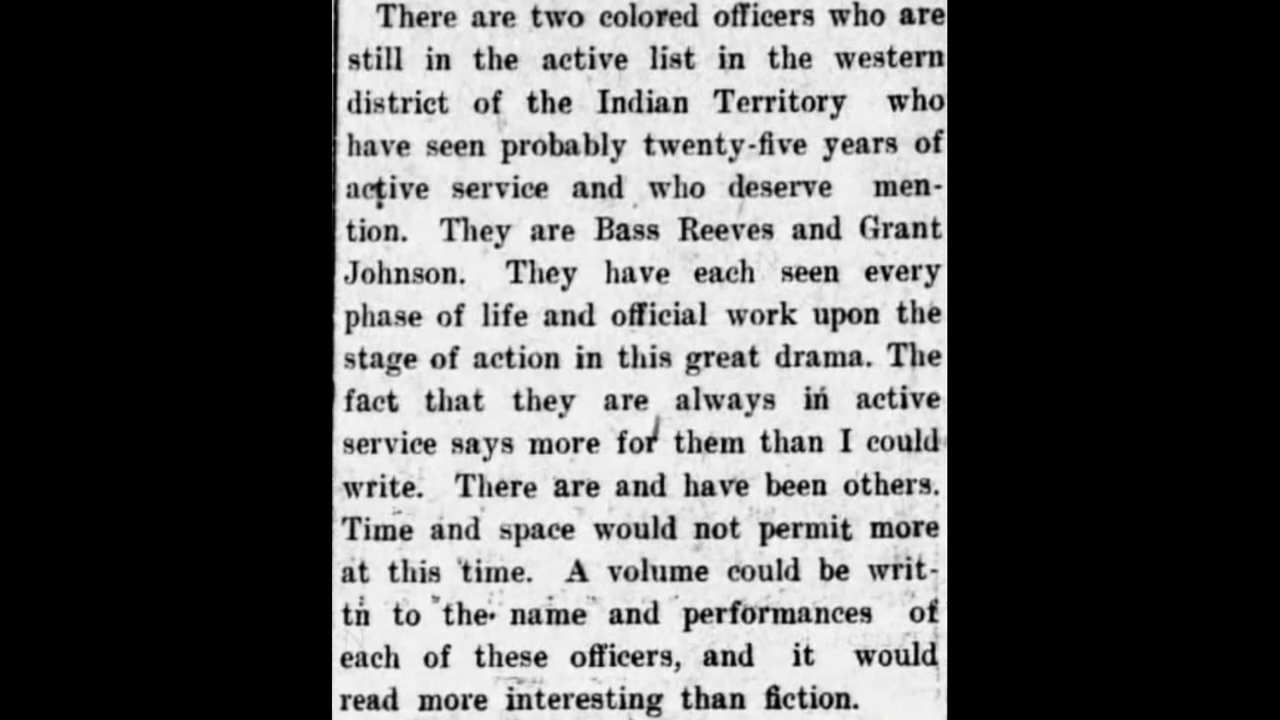 There are two colored officers who are
still in the active list in the western
district of the Indian Territory who
have seen probably twenty-five years of
active service and who deserve men-
tion. They are Bass Reeves and Grant
Johnson. They have each seen every
phase of life and official work upon the
stage of action in this great drama. The
fact that they are always in active
service says more for them than I could
write. There are and have been others.
Time and space would not permit more
at this time. A volume could be writ-
tn to the name and performances of
each of these officers, and it would
read more interesting than fiction.